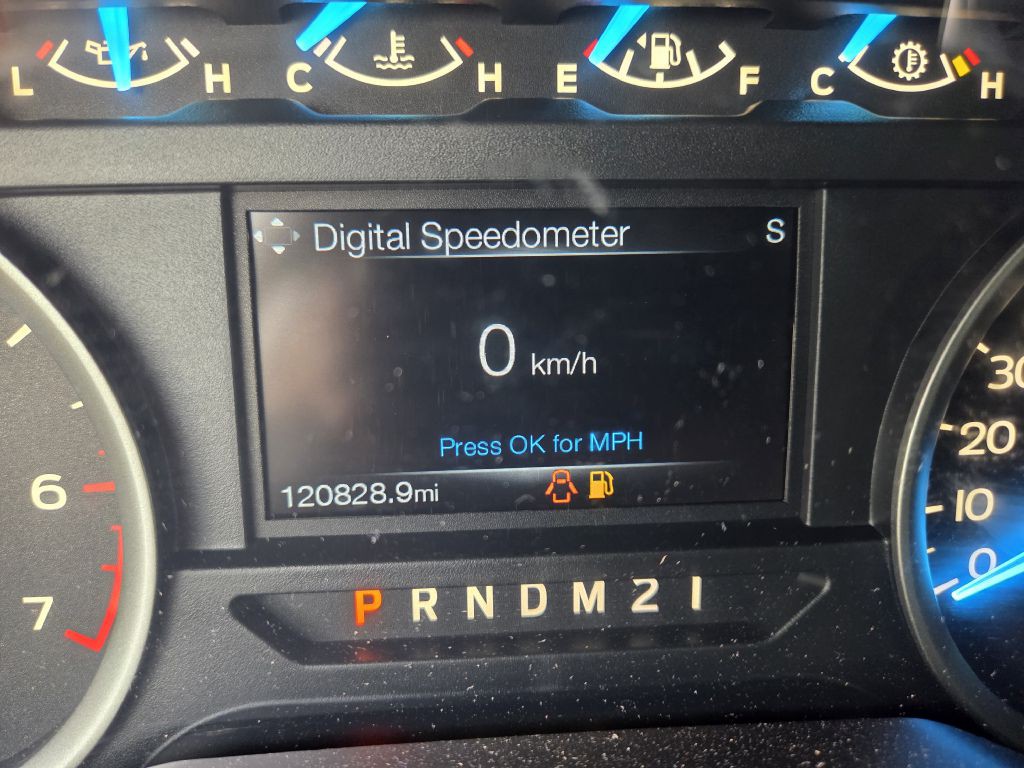 L H C H E F C H
Digital Speedometer S
0 km/h
Press OK for MPH
120828.9mi
6
7
30
20
10
0
P R N D M 2 1